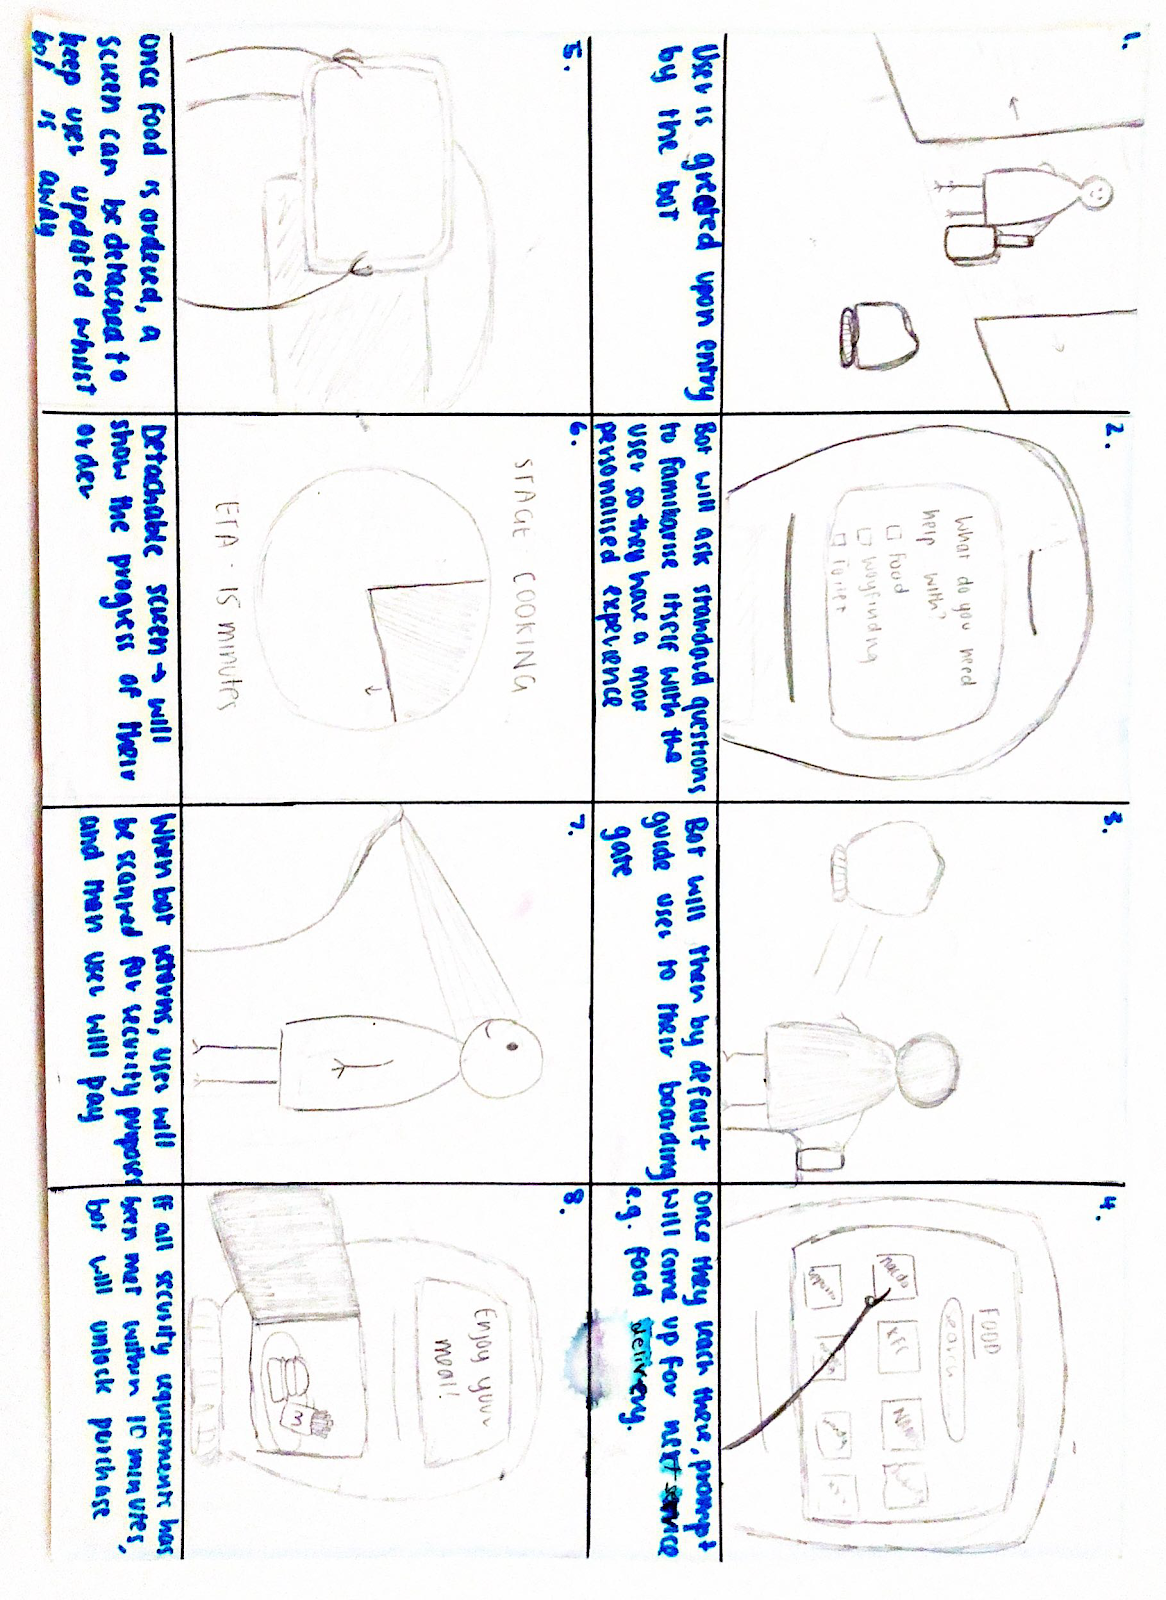 1.
User is greeted upon entry
by the bot
2.
What do you need
help with?
Food
Wayfinding
Toilet
Bot will ask standard questions
to familiarise itself with the
user so they have a mor
personalised experience
3.
Bot will then by default
guide user to their boarding
gate
4.
FOOD
search
nando
KFC
Once they reach there, prompt
will come up for next service
e.g. food delivery.
5.
Once food is ordered, a
screen can be detached to
keep user updated whilst
bot is away
6.
STAGE COOKING
ETA: 15 minutes
Detachable screen → will
show the progress of their
order
7.
When bot returns, user will
be scanned for security purposes
and then user will pay
8.
Enjoy your
meal!
M
If all security requirements has
been met within 10 minutes,
bot will unlock purchase